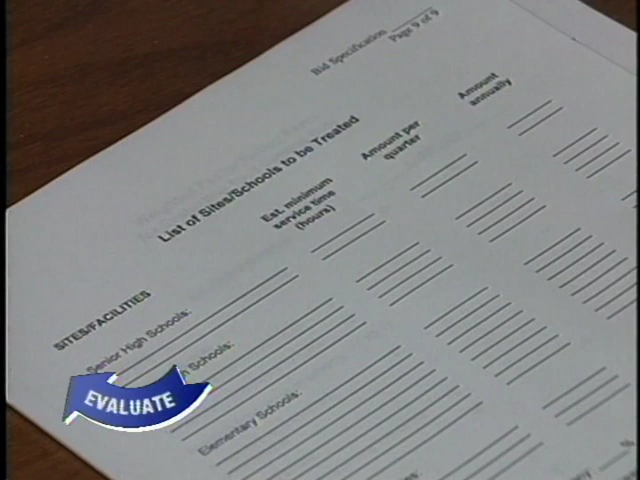 Bid Specification
Page 9 of 9
List of Sites/Schools to be Treated
Est. minimum
service time
(hours)
Amount per
quarter
Amount
annually
SITES/FACILITIES
Senior High Schools:
h Schools:
Elementary Schools:
%
EVALUATE